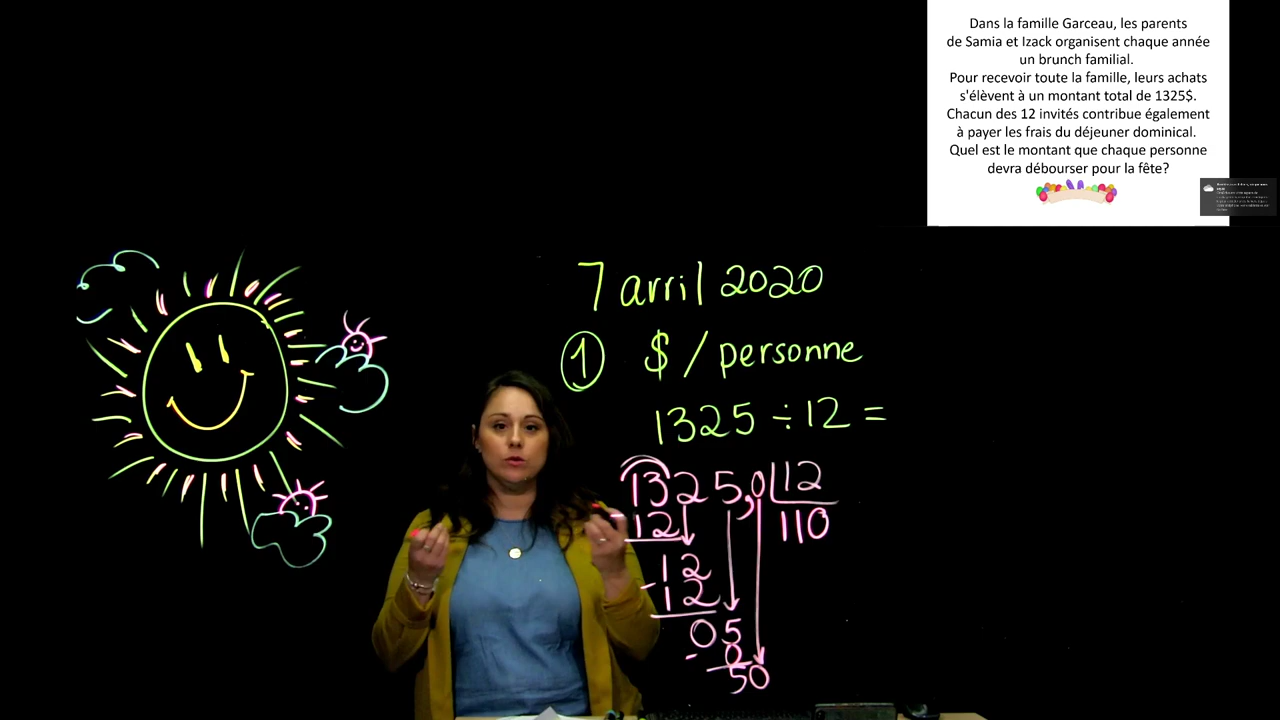 Dans la famille Garceau, les parents
de Samia et Izack organisent chaque année
un brunch familial.
Pour recevoir toute la famille, leurs achats
s'élèvent à un montant total de 1325$.
Chacun des 12 invités contribue également
à payer les frais du déjeuner dominical.
Quel est le montant que chaque personne
devra débourser pour la fête?
7 avril 2020
1 $ / personne
1325 ÷ 12 =
1325,0 12
- 12 110
12
- 12
05
- 0
50